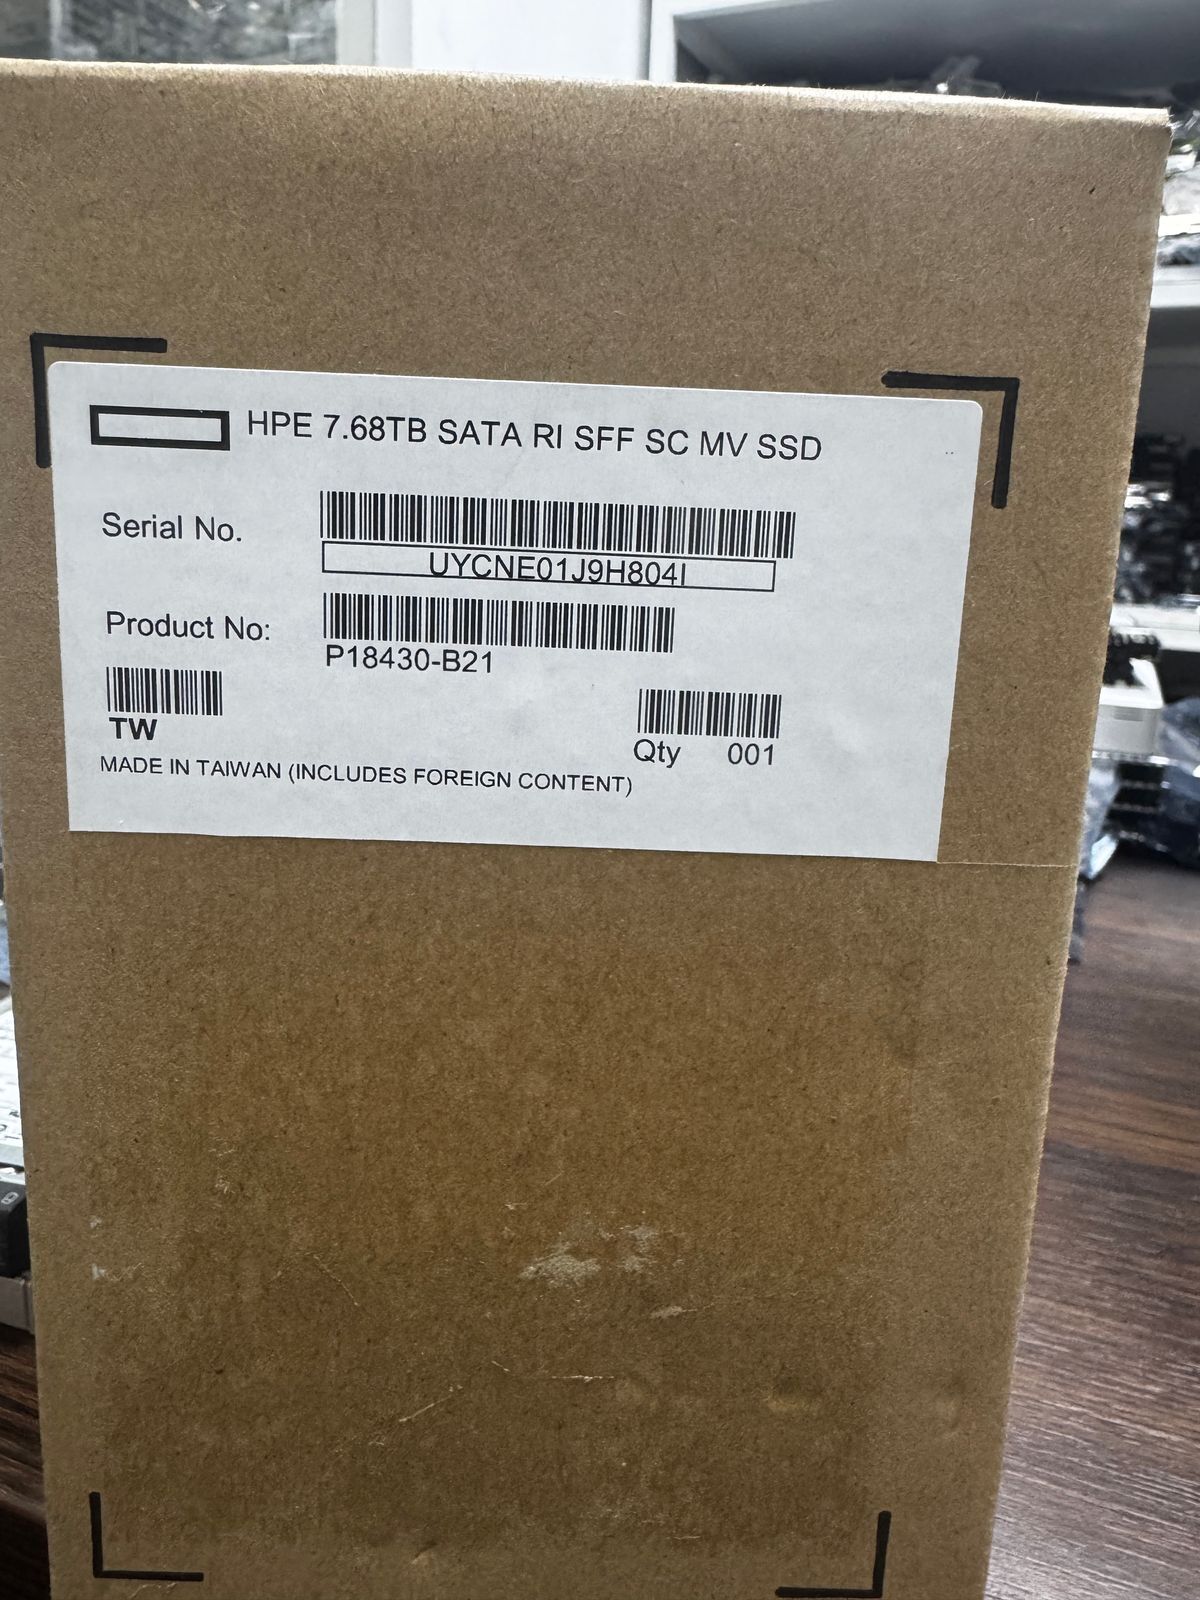 HPE 7.68TB SATA RI SFF SC MV SSD
Serial No.
UYCNE01J9H804I
Product No:
P18430-B21
TW
Qty 001
MADE IN TAIWAN (INCLUDES FOREIGN CONTENT)